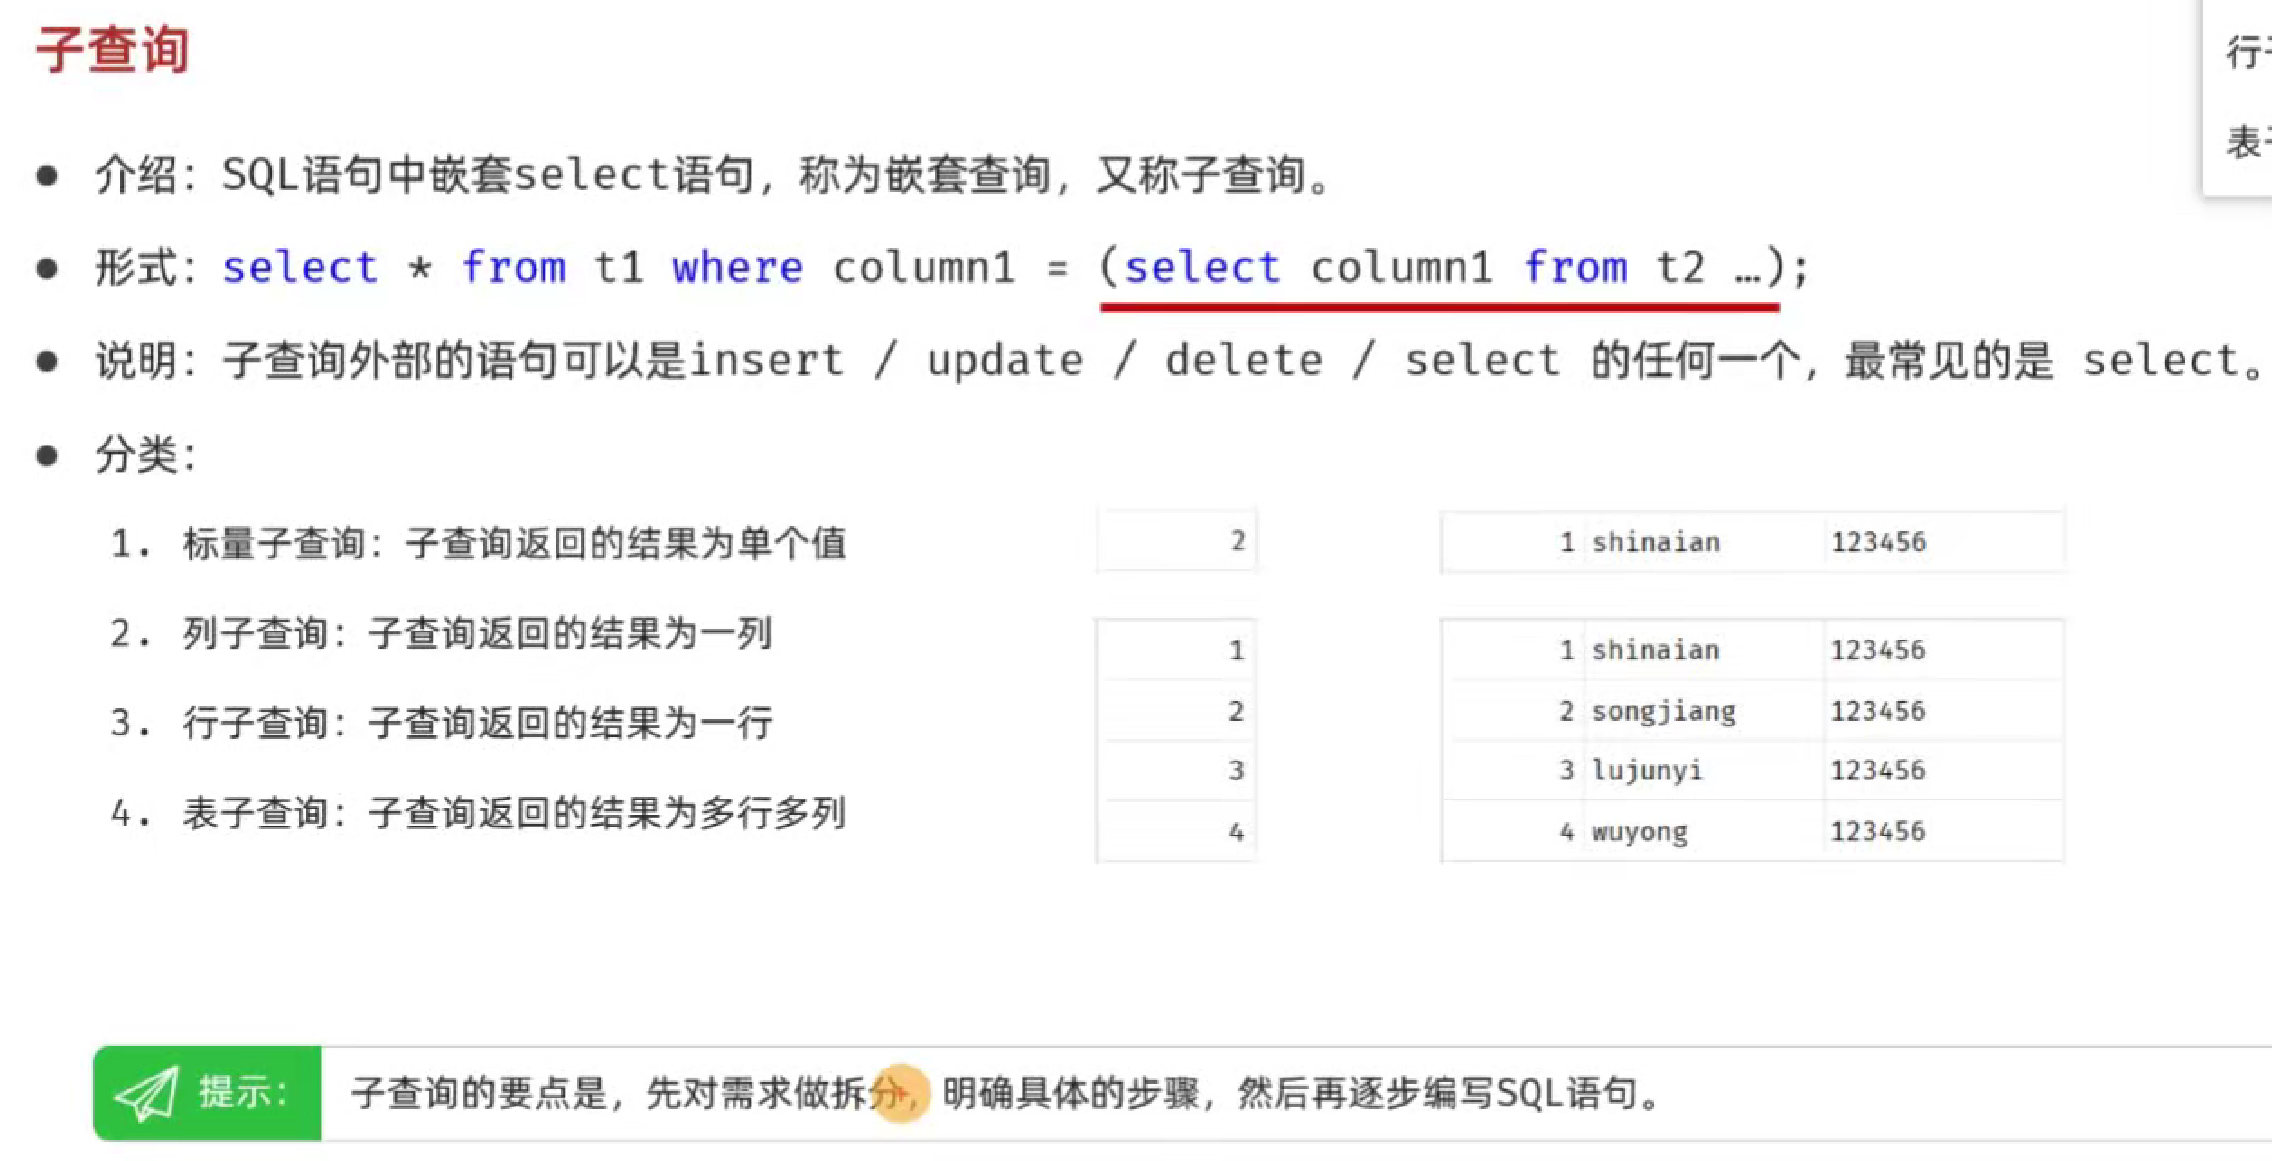 子查询
行
表
● 介绍：SQL语句中嵌套select语句，称为嵌套查询，又称子查询。
● 形式：select * from t1 where column1 = (select column1 from t2 …);
● 说明：子查询外部的语句可以是insert / update / delete / select 的任何一个，最常见的是 select。
● 分类：
1. 标量子查询：子查询返回的结果为单个值
2. 列子查询：子查询返回的结果为一列
3. 行子查询：子查询返回的结果为一行
4. 表子查询：子查询返回的结果为多行多列
2
1
2
3
4
1 shinaian 123456
1 shinaian 123456
2 songjiang 123456
3 lujunyi 123456
4 wuyong 123456
提示：
子查询的要点是，先对需求做拆分，明确具体的步骤，然后再逐步编写SQL语句。